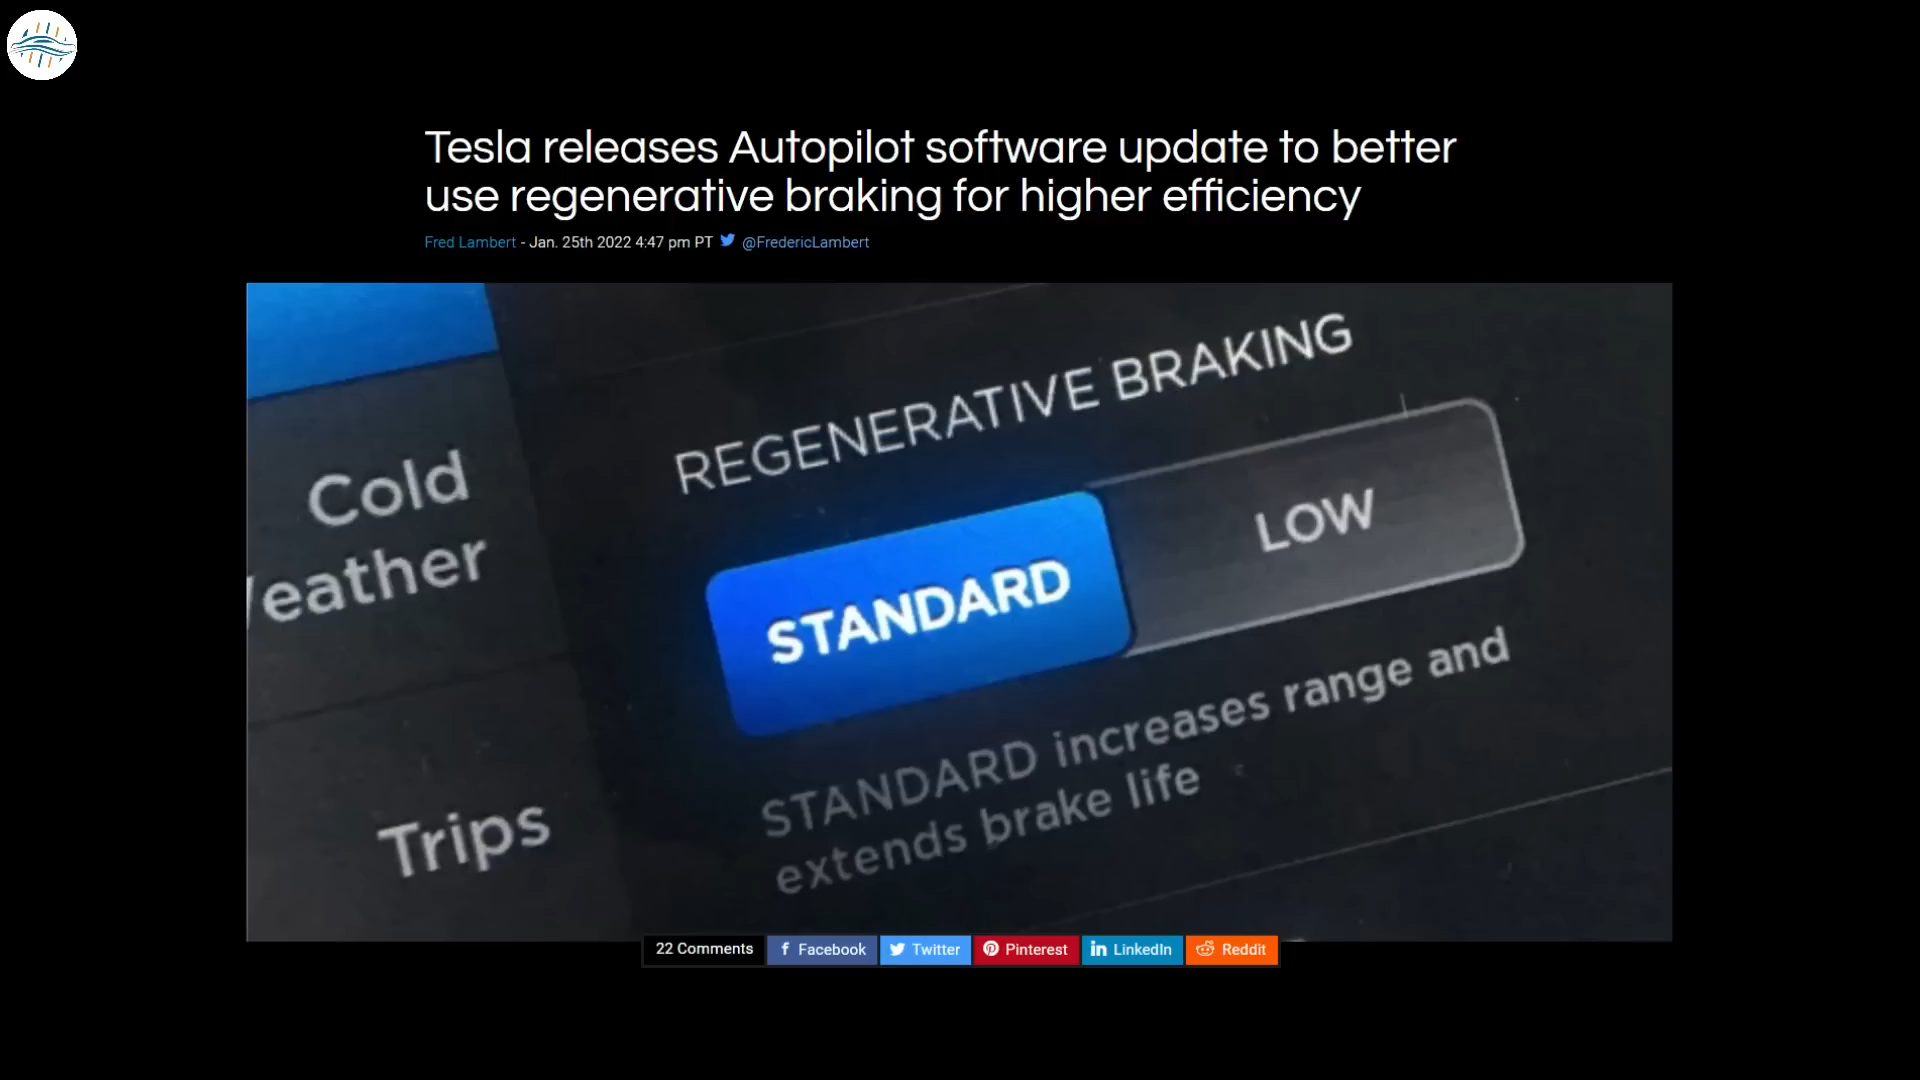 Tesla releases Autopilot software update to better
use regenerative braking for higher efficiency
Fred Lambert - Jan. 25th 2022 4:47 pm PT @FredericLambert
REGENERATIVE BRAKING
Cold
STANDARD
LOW
STANDARD increases range and
extends brake life
Trips
22 Comments
Facebook
Twitter
Pinterest
LinkedIn
Reddit